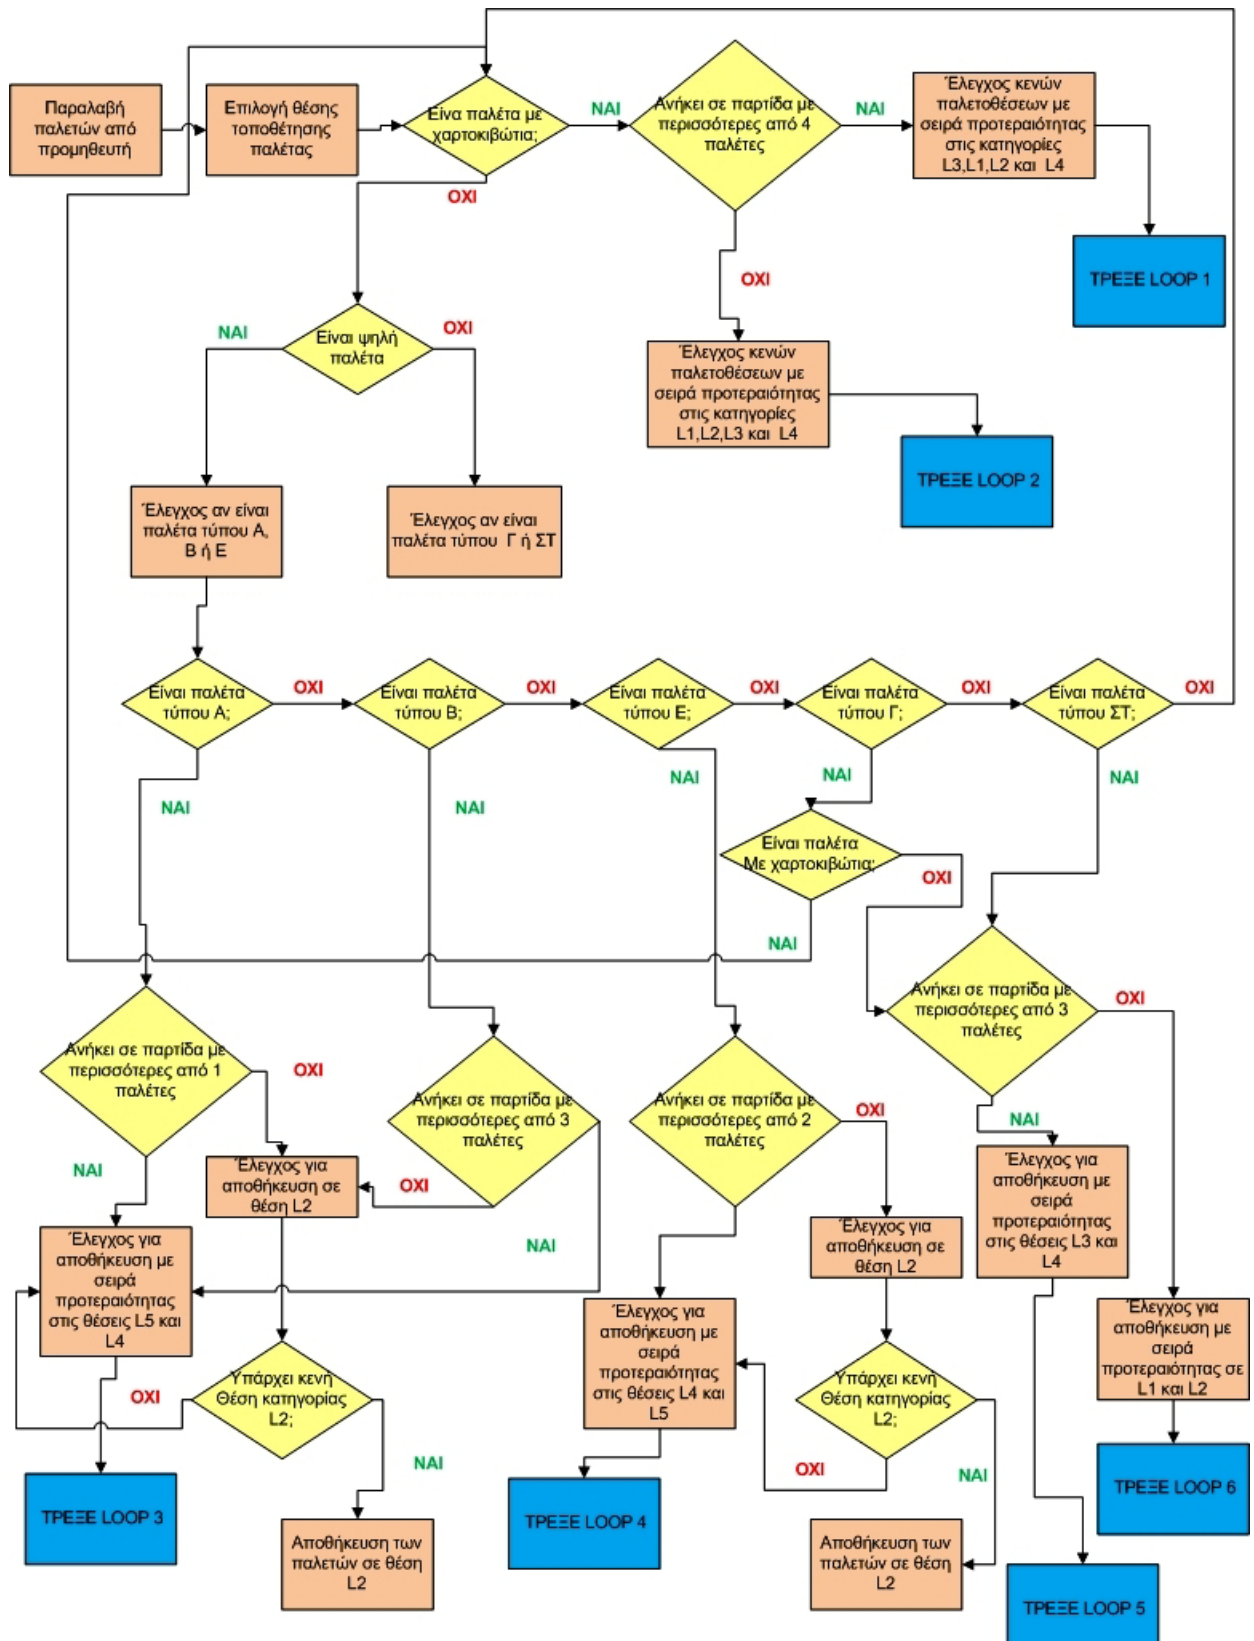 Παραλαβή
παλετών από
προμηθευτή
Επιλογή θέσης
τοποθέτησης
παλέτας
Είνα παλέτα με
χαρτοκιβώτια;
ΝΑΙ
Ανήκει σε παρτίδα με
περισσότερες από 4
παλέτες
ΝΑΙ
Έλεγχος κενών
παλετοθέσεων με
σειρά προτεραιότητας
στις κατηγορίες
L3,L1,L2 και L4
ΟΧΙ
ΤΡΕΞΕ LOOP 1
ΟΧΙ
ΝΑΙ
Είναι ψηλή
παλέτα
ΟΧΙ
Έλεγχος κενών
παλετοθέσεων με
σειρά προτεραιότητας
στις κατηγορίες
L1,L2,L3 και L4
ΤΡΕΞΕ LOOP 2
Έλεγχος αν είναι
παλέτα τύπου Α,
Β ή Ε
Έλεγχος αν είναι
παλέτα τύπου Γ ή ΣΤ
Είναι παλέτα
τύπου Α;
ΟΧΙ
Είναι παλέτα
τύπου Β;
ΟΧΙ
Είναι παλέτα
τύπου Ε;
ΟΧΙ
Είναι παλέτα
τύπου Γ;
ΟΧΙ
Είναι παλέτα
τύπου ΣΤ;
ΟΧΙ
ΝΑΙ
ΝΑΙ
ΝΑΙ
ΝΑΙ
ΝΑΙ
Είναι παλέτα
Με χαρτοκιβώτια;
ΟΧΙ
ΝΑΙ
Ανήκει σε παρτίδα με
περισσότερες από 3
παλέτες
ΟΧΙ
Ανήκει σε παρτίδα με
περισσότερες από 1
παλέτες
ΟΧΙ
Ανήκει σε παρτίδα με
περισσότερες από 3
παλέτες
Ανήκει σε παρτίδα με
περισσότερες από 2
παλέτες
ΟΧΙ
ΝΑΙ
ΝΑΙ
Έλεγχος για
αποθήκευση σε
θέση L2
ΟΧΙ
ΝΑΙ
Έλεγχος για
αποθήκευση με
σειρά
προτεραιότητας
στις θέσεις L3 και
L4
Έλεγχος για
αποθήκευση με
σειρά
προτεραιότητας
στις θέσεις L5 και
L4
Έλεγχος για
αποθήκευση σε
θέση L2
Έλεγχος για
αποθήκευση με
σειρά
προτεραιότητας
στις θέσεις L4 και
L5
Έλεγχος για
αποθήκευση με
σειρά
προτεραιότητας σε
L1 και L2
ΟΧΙ
Υπάρχει κενή
Θέση κατηγορίας
L2;
ΝΑΙ
Υπάρχει κενή
Θέση κατηγορίας
L2;
ΟΧΙ
ΝΑΙ
ΤΡΕΞΕ LOOP 3
ΤΡΕΞΕ LOOP 4
ΤΡΕΞΕ LOOP 6
Αποθήκευση των
παλετών σε θέση
L2
Αποθήκευση των
παλετών σε θέση
L2
ΤΡΕΞΕ LOOP 5